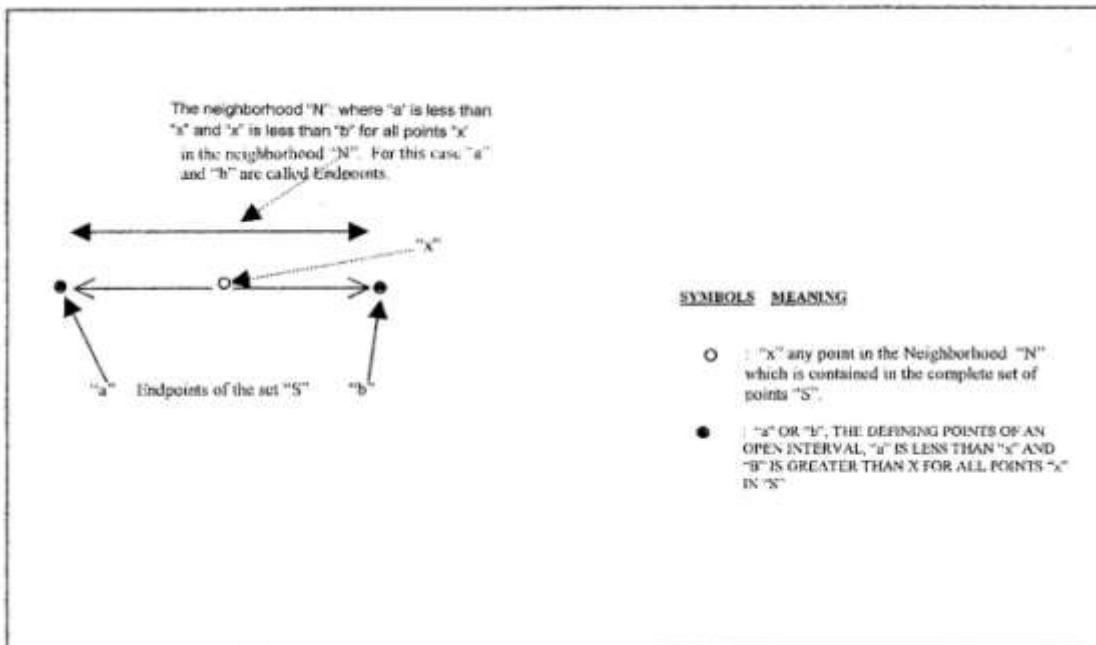 The neighborhood "N": where "a' is less than
"x" and 'x" is less than "b" for all points "x'
in the neighborhood "N".  For this case "a"
and "b" are called Endpoints.
"x"
"a"    Endpoints of the set "S"    "b"
SYMBOLS   MEANING
: "x" any point in the Neighborhood  "N"
which is contained in the complete set of
points "S".
: "a" OR "b", THE DEFINING POINTS OF AN
OPEN INTERVAL, "a" IS LESS THAN "x" AND
"B" IS GREATER THAN X FOR ALL POINTS "x"
IN "S"